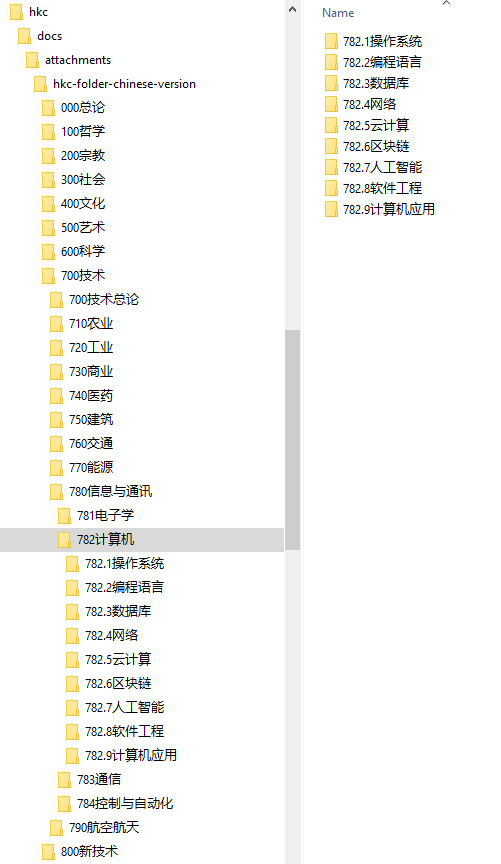 hkc
docs
attachments
hkc-folder-chinese-version
000总论
100哲学
200宗教
300社会
400文化
500艺术
600科学
700技术
700技术总论
710农业
720工业
730商业
740医药
750建筑
760交通
770能源
780信息与通讯
781电子学
782计算机
782.1操作系统
782.2编程语言
782.3数据库
782.4网络
782.5云计算
782.6区块链
782.7人工智能
782.8软件工程
782.9计算机应用
783通信
784控制与自动化
790航空航天
800新技术
Name
782.1操作系统
782.2编程语言
782.3数据库
782.4网络
782.5云计算
782.6区块链
782.7人工智能
782.8软件工程
782.9计算机应用